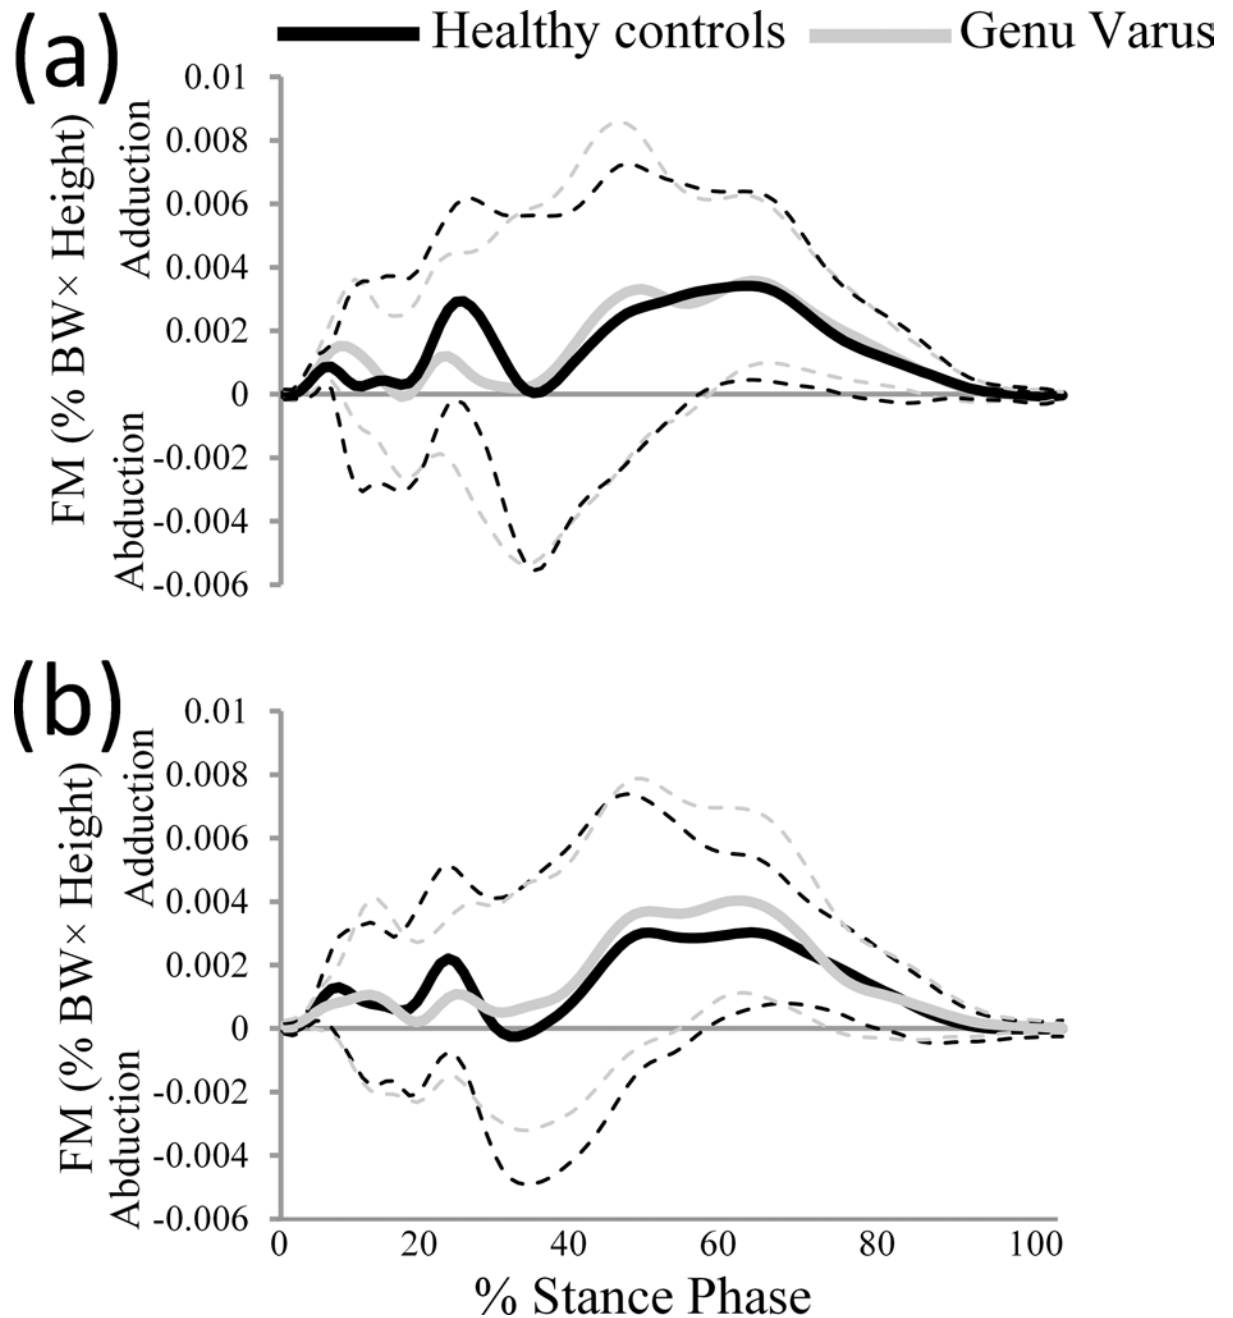 (a)
Healthy controls
Genu Varus
FM (% BW× Height)
Abduction
Adduction
0.01
0.008
0.006
0.004
0.002
0
-0.002
-0.004
-0.006
(b)
FM (% BW× Height)
Abduction
Adduction
0.01
0.008
0.006
0.004
0.002
0
-0.002
-0.004
-0.006
0 20 40 60 80 100
% Stance Phase